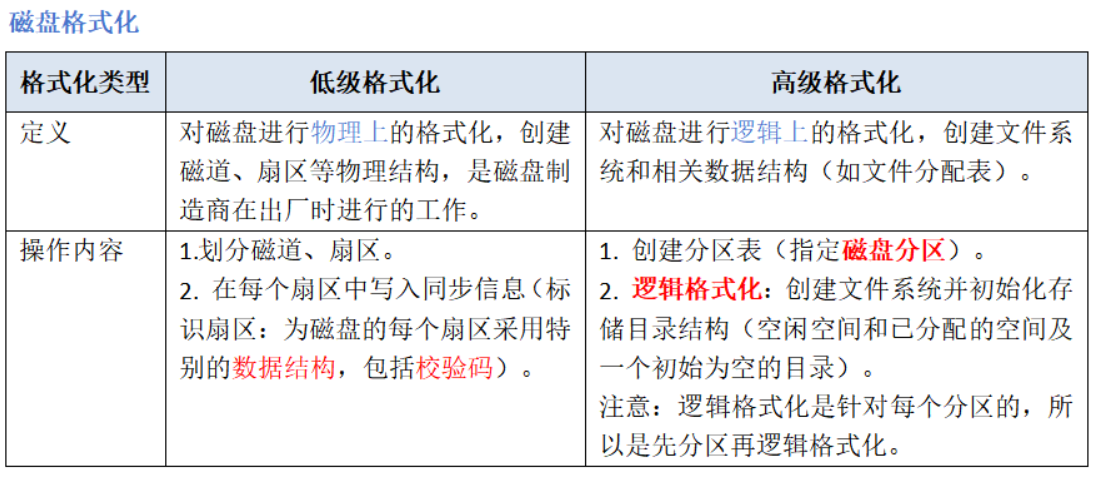 磁盘格式化
格式化类型
低级格式化
高级格式化
定义
对磁盘进行物理上的格式化，创建
磁道、扇区等物理结构，是磁盘制
造商在出厂时进行的工作。
对磁盘进行逻辑上的格式化，创建文件系
统和相关数据结构（如文件分配表）。
操作内容
1.划分磁道、扇区。
2. 在每个扇区中写入同步信息（标
识扇区：为磁盘的每个扇区采用特
别的数据结构，包括校验码）。
1. 创建分区表（指定磁盘分区）。
2. 逻辑格式化：创建文件系统并初始化存
储目录结构（空闲空间和已分配的空间及
一个初始为空的目录）。
注意：逻辑格式化是针对每个分区的，所
以是先分区再逻辑格式化。